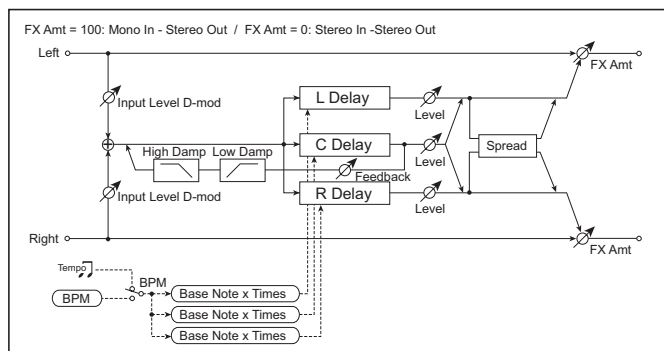 FX Amt = 100: Mono In - Stereo Out / FX Amt = 0: Stereo In -Stereo Out
Left
FX Amt
Input Level D-mod
L Delay
Level
High Damp
Low Damp
C Delay
Level
Spread
Feedback
Input Level D-mod
R Delay
Level
Right
FX Amt
Tempo
BPM
BPM
Base Note x Times
Base Note x Times
Base Note x Times